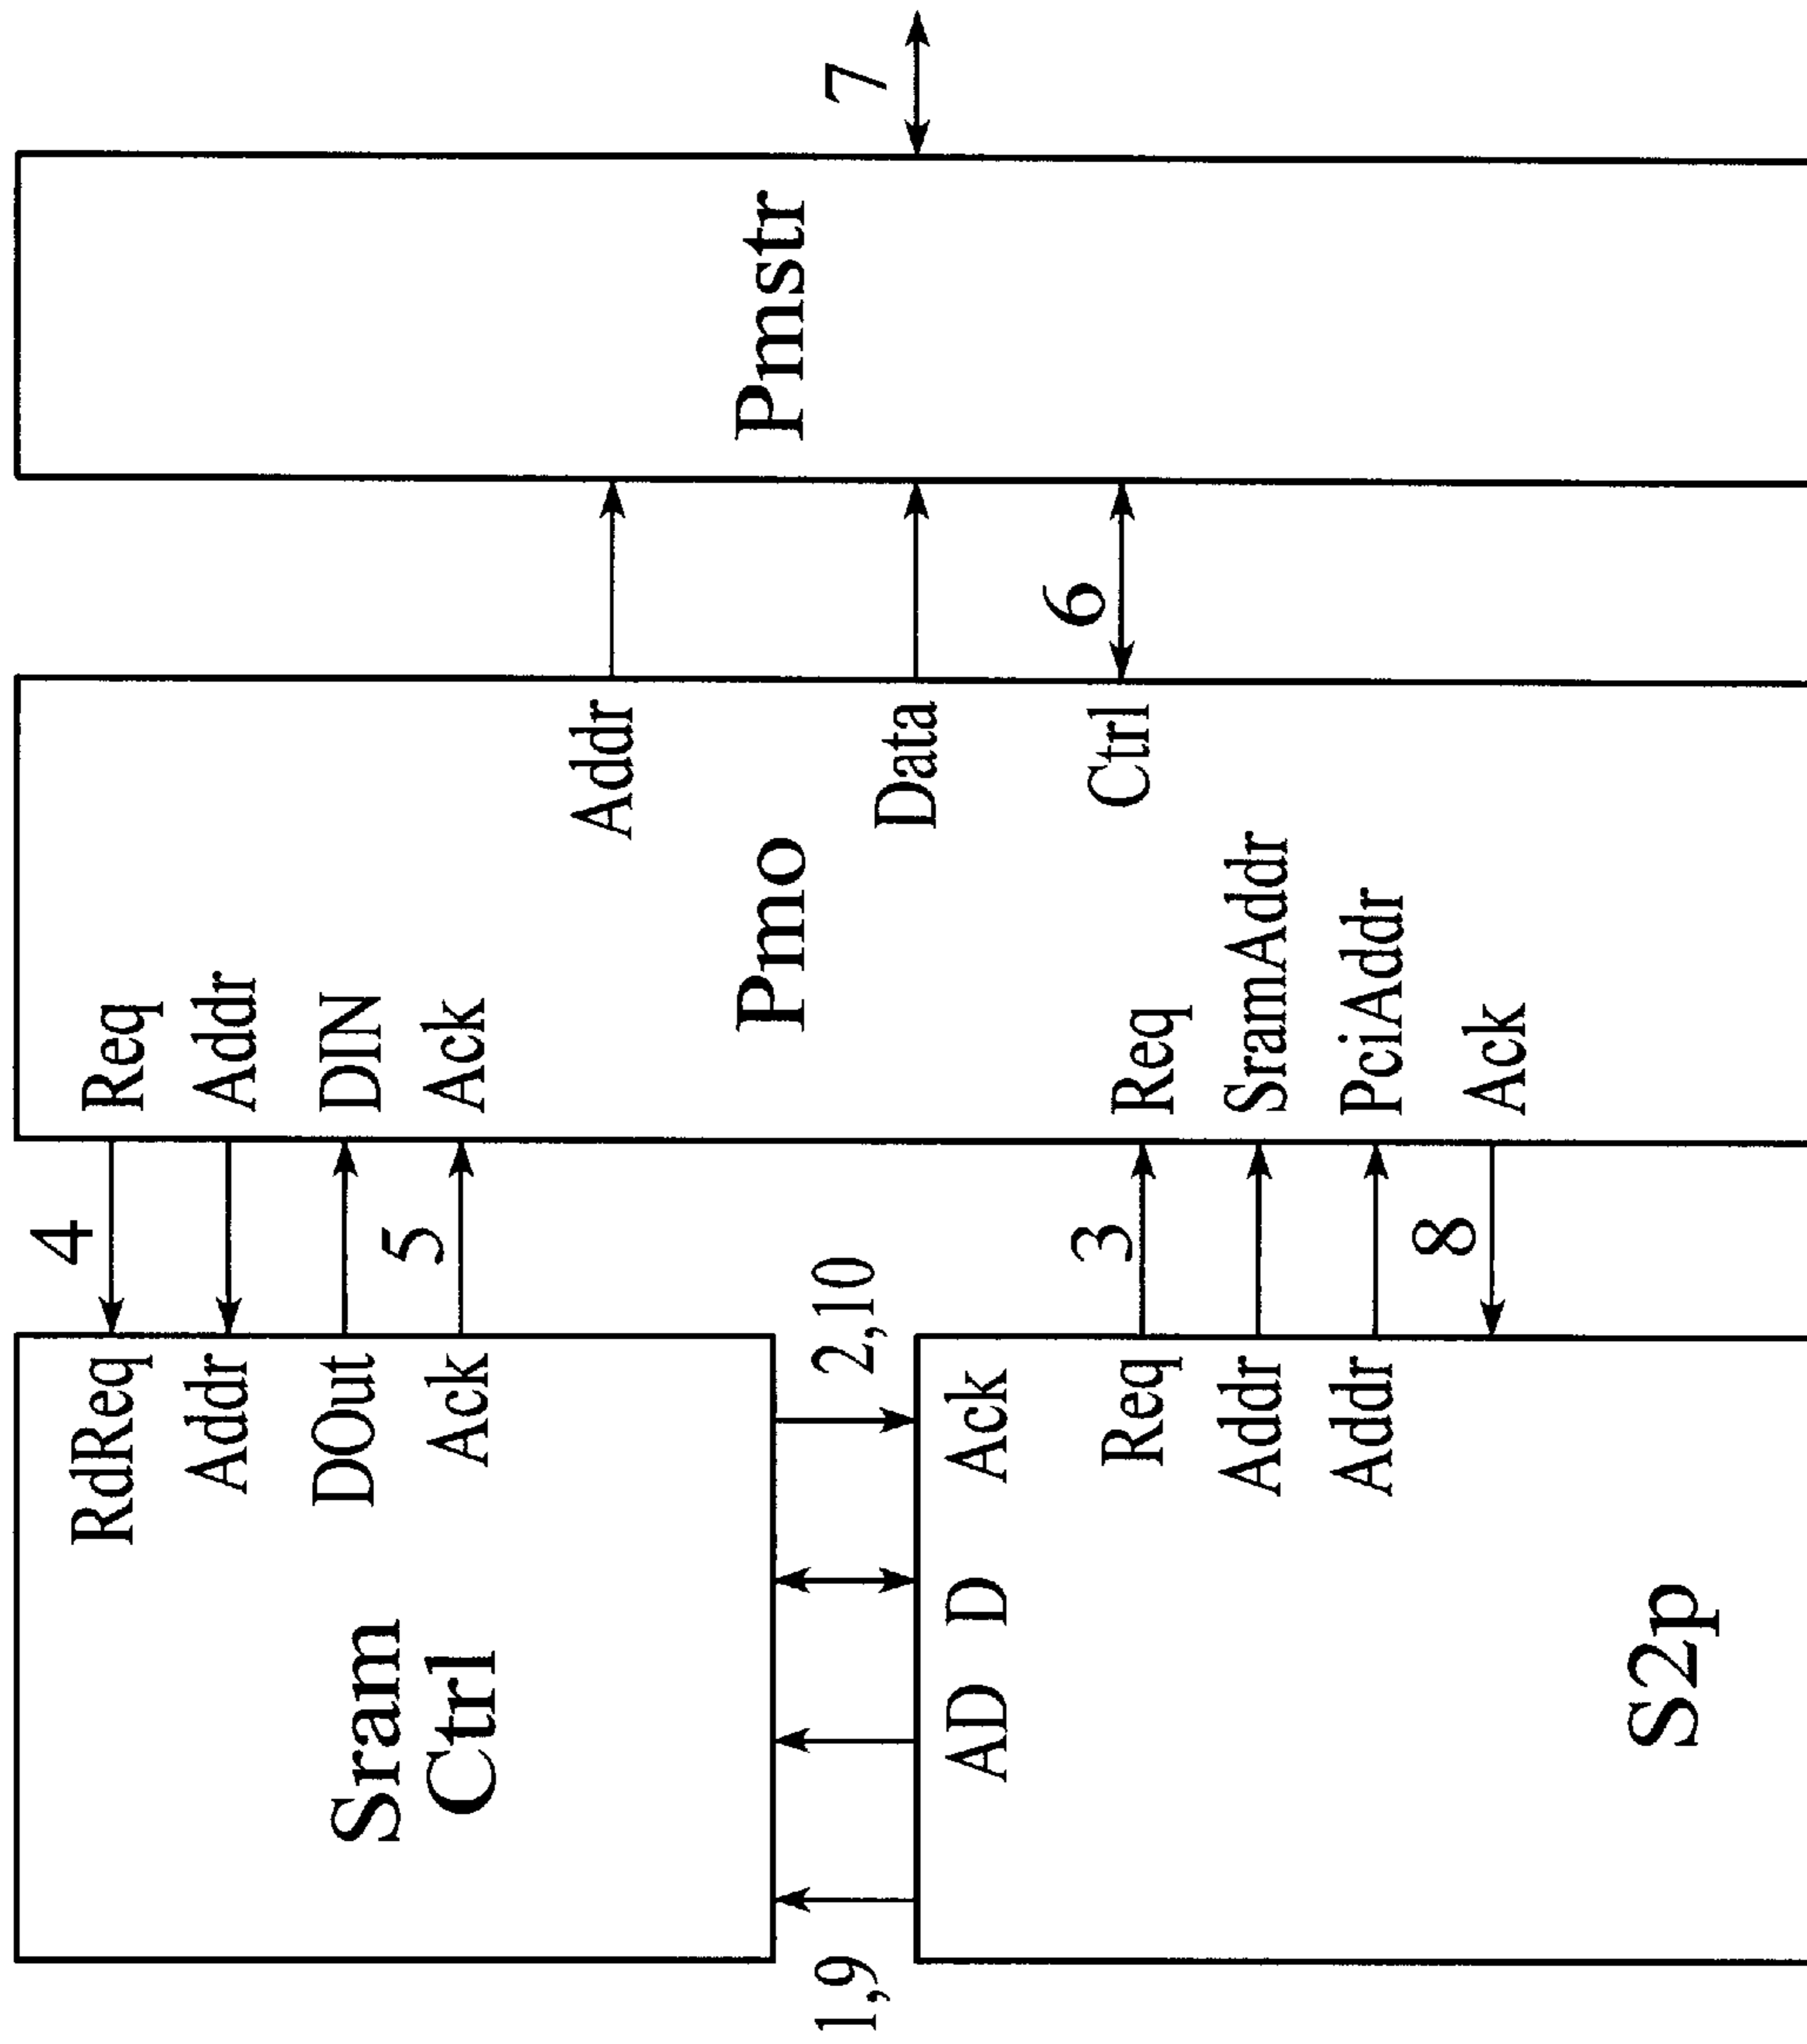 Sram
Ctrl
RdReq
Addr
DOut
Ack
4
5
Req
Addr
DIN
Ack
Pmo
Addr
Data
Ctrl
6
Pmstr
7
1,9
2,10
AD
D
Ack
S2p
Req
Addr
Addr
3
8
Req
SramAddr
PciAddr
Ack